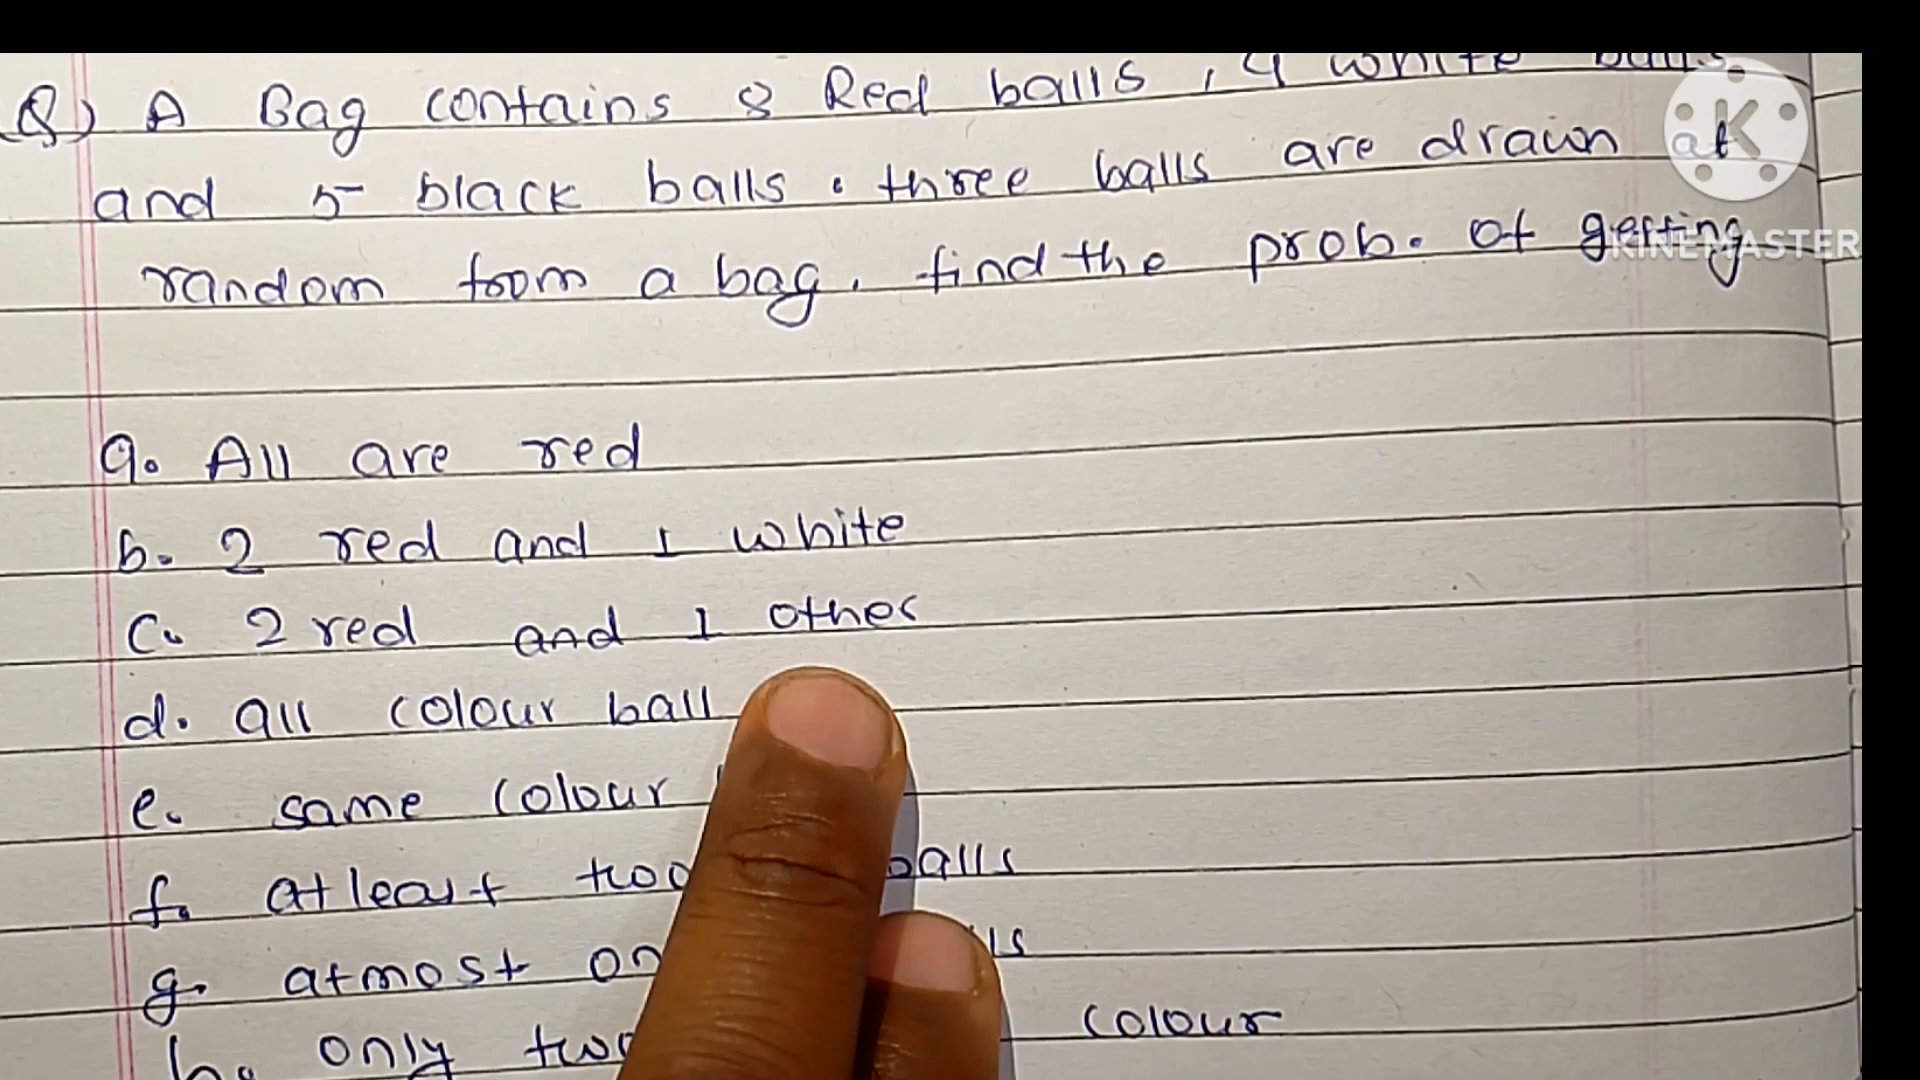 Q) A Bag contains 8 Red balls, 4 white balls
and 5 black balls. three balls are drawn at
random from a bag. find the prob. of getting
KINEMASTER
a. All are red
b. 2 red and 1 white
c. 2 red and 1 other
d. all colour ball
e. same colour
f. atleast two balls
g. atmost
h. only two colour